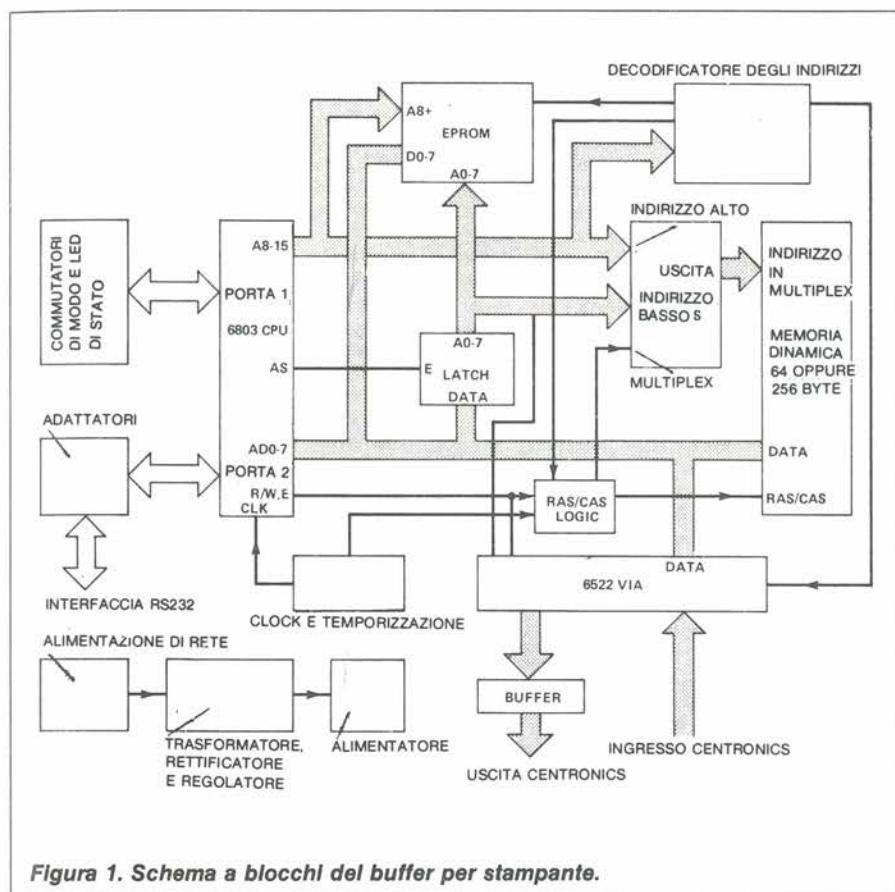 DECODIFICATORE DEGLI INDIRIZZI
A8+
EPROM
D0-7
A0-7
COMMUTATORI
DI MODO E LED
DI STATO
A8-15
PORTA 1
6803 CPU
AS
AD0-7
PORTA 2
R/W,E
CLK
INDIRIZZO ALTO
USCITA
INDIRIZZO
BASSO S
MULTIPLEX
INDIRIZZO
IN
MULTIPLEX
MEMORIA
DINAMICA
64 OPPURE
256 BYTE
DATA
RAS/CAS
A0-7
E
LATCH
DATA
ADATTATORI
RAS/CAS
LOGIC
INTERFACCIA RS232
CLOCK E TEMPORIZZAZIONE
DATA
6522 VIA
ALIMENTAZIONE DI RETE
TRASFORMATORE,
RETTIFICATORE
E REGOLATORE
ALIMENTATORE
BUFFER
USCITA CENTRONICS
INGRESSO CENTRONICS
Figura 1. Schema a blocchi del buffer per stampante.